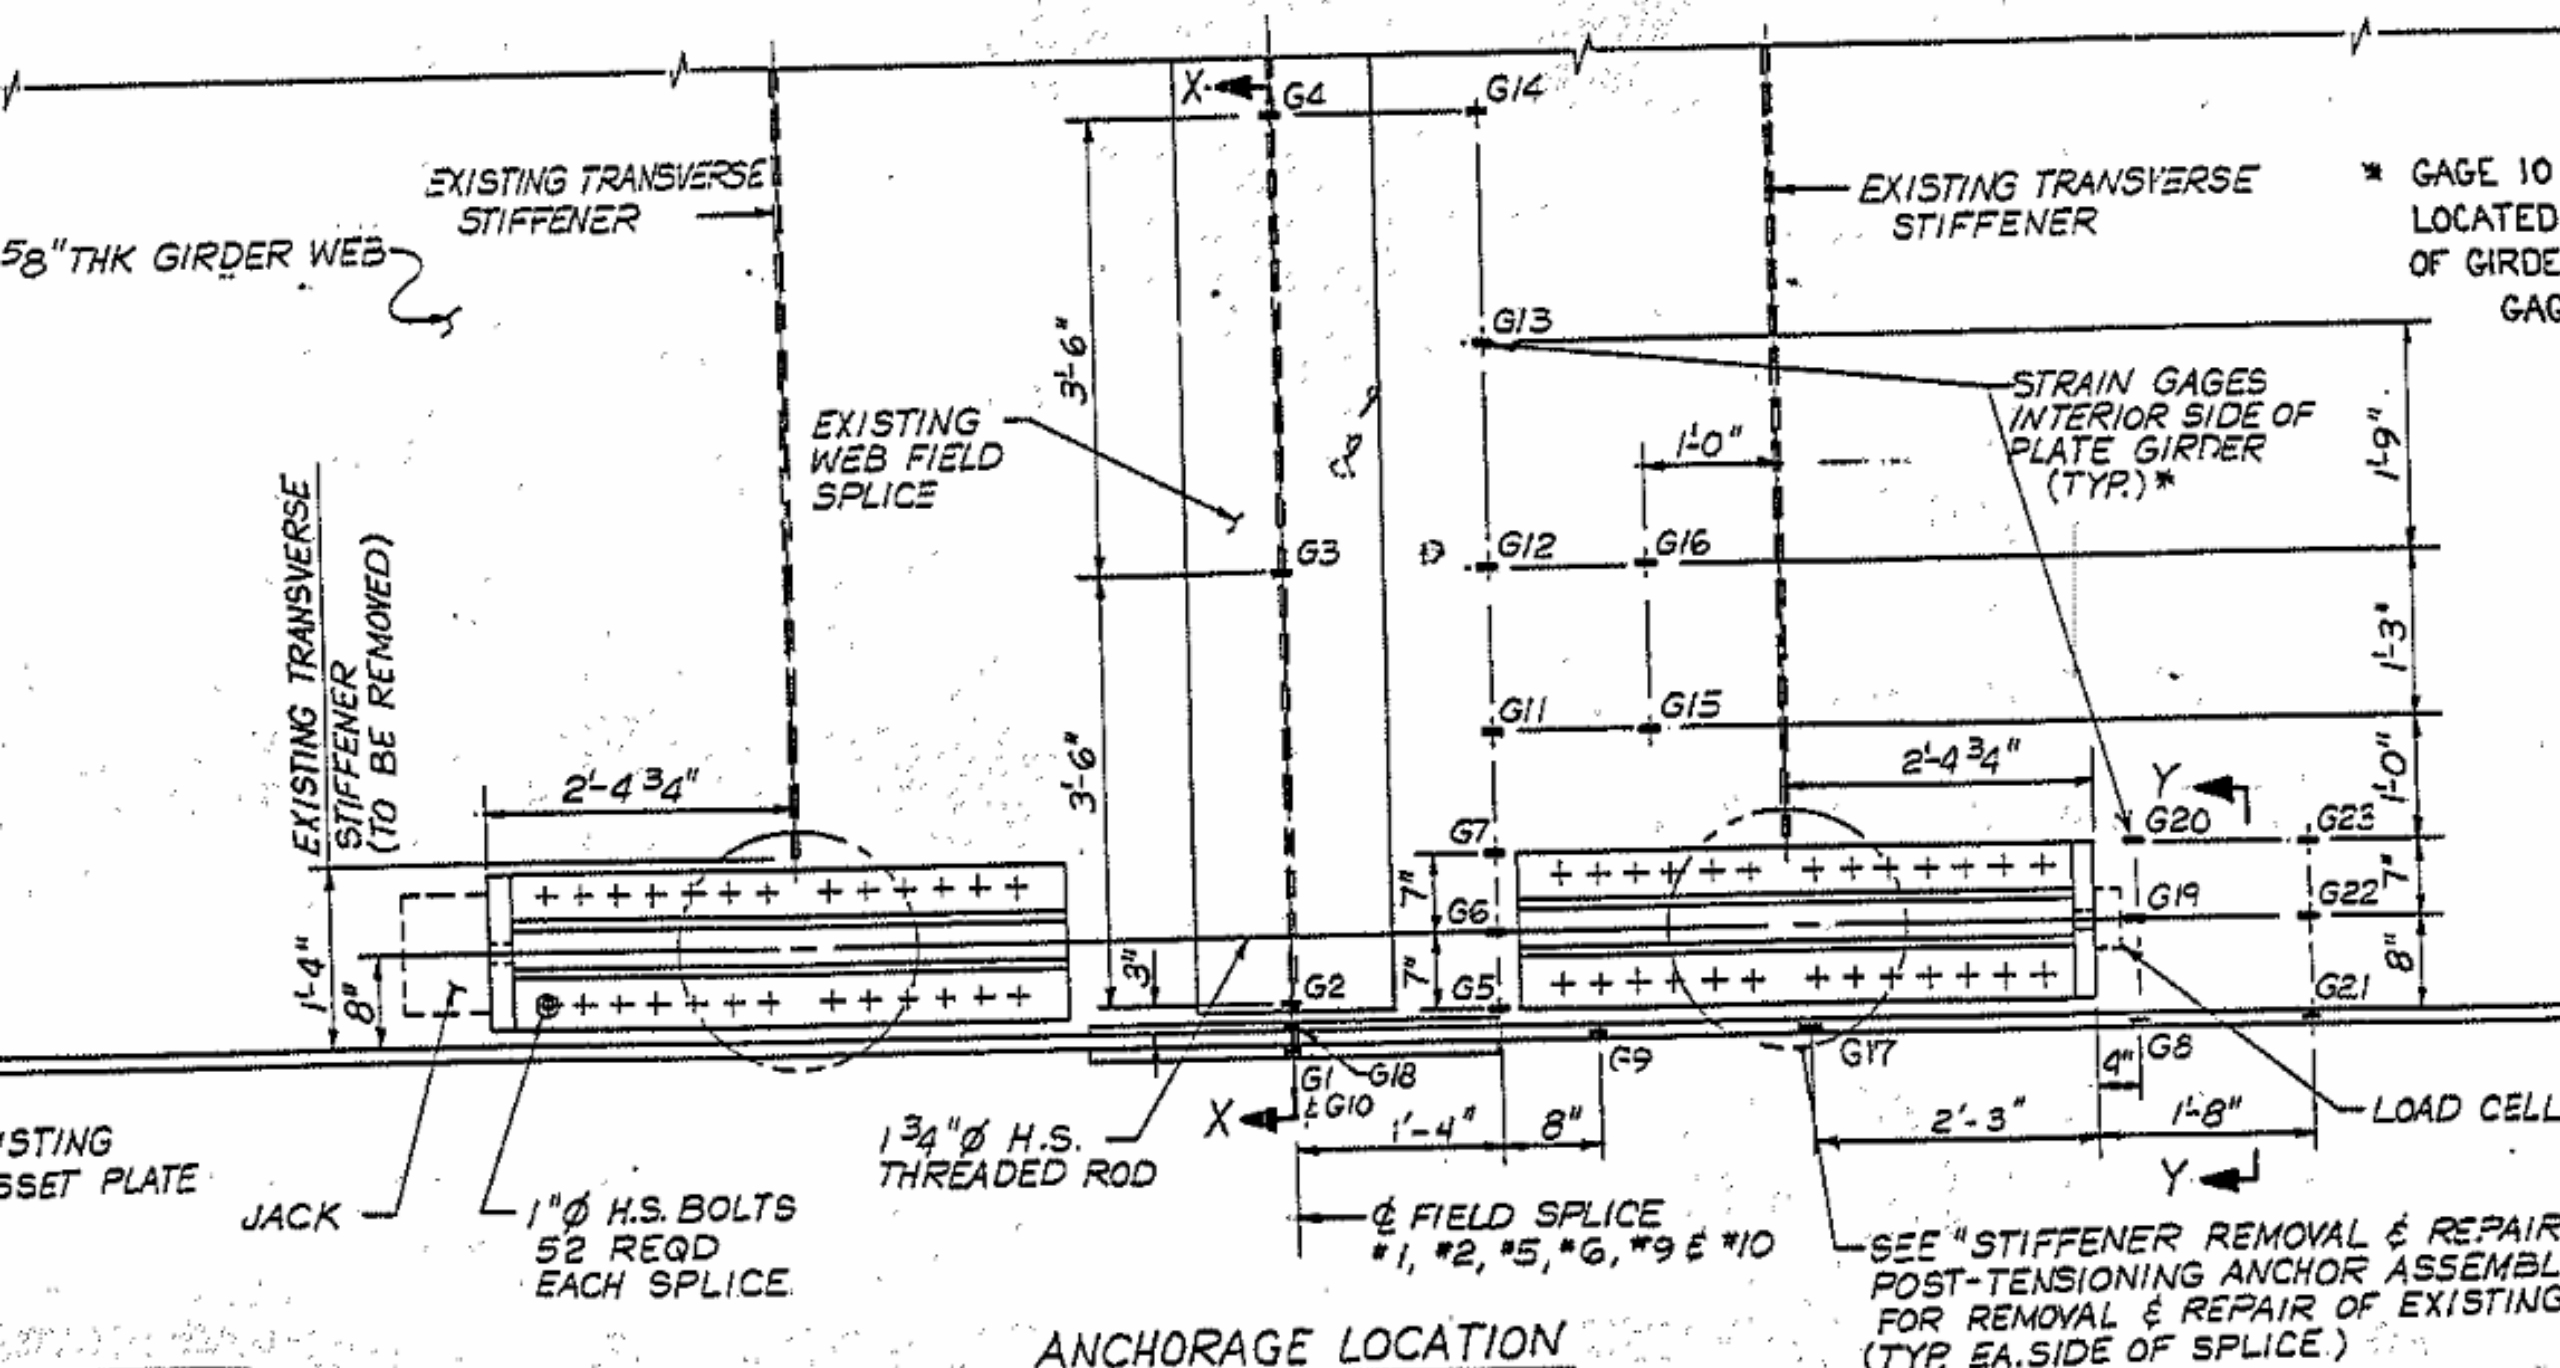 X
G4
G14
EXISTING TRANSVERSE
STIFFENER
EXISTING TRANSVERSE
STIFFENER
* GAGE 10
LOCATED
OF GIRDE
GAG
58" THK GIRDER WEB
G13
3'-6"
STRAIN GAGES
INTERIOR SIDE OF
PLATE GIRDER
(TYP.)*
1'-9"
EXISTING
WEB FIELD
SPLICE
1'-0"
G3
G12
G16
EXISTING TRANSVERSE
STIFFENER
(TO BE REMOVED)
1'-3"
G11
G15
3'-6"
2'-4 3/4"
2'-4 3/4"
1'-0"
Y
G7
G20
G23
7"
7"
G6
G19
G22
1'-4"
8"
3"
G2
7"
G5
8"
G21
G1
& G10
G18
G9
G17
G8
4"
X
1'-4"
8"
2'-3"
1'-8"
LOAD CELL
ISTING
SSET PLATE
1 3/4"Ø H.S.
THREADED ROD
Y
JACK
1"Ø H.S. BOLTS
52 REQD
EACH SPLICE
℄ FIELD SPLICE
#1, #2, #5, #6, #9 & #10
SEE "STIFFENER REMOVAL & REPAIR
POST-TENSIONING ANCHOR ASSEMBL
FOR REMOVAL & REPAIR OF EXISTING
(TYP. EA. SIDE OF SPLICE.)
ANCHORAGE LOCATION